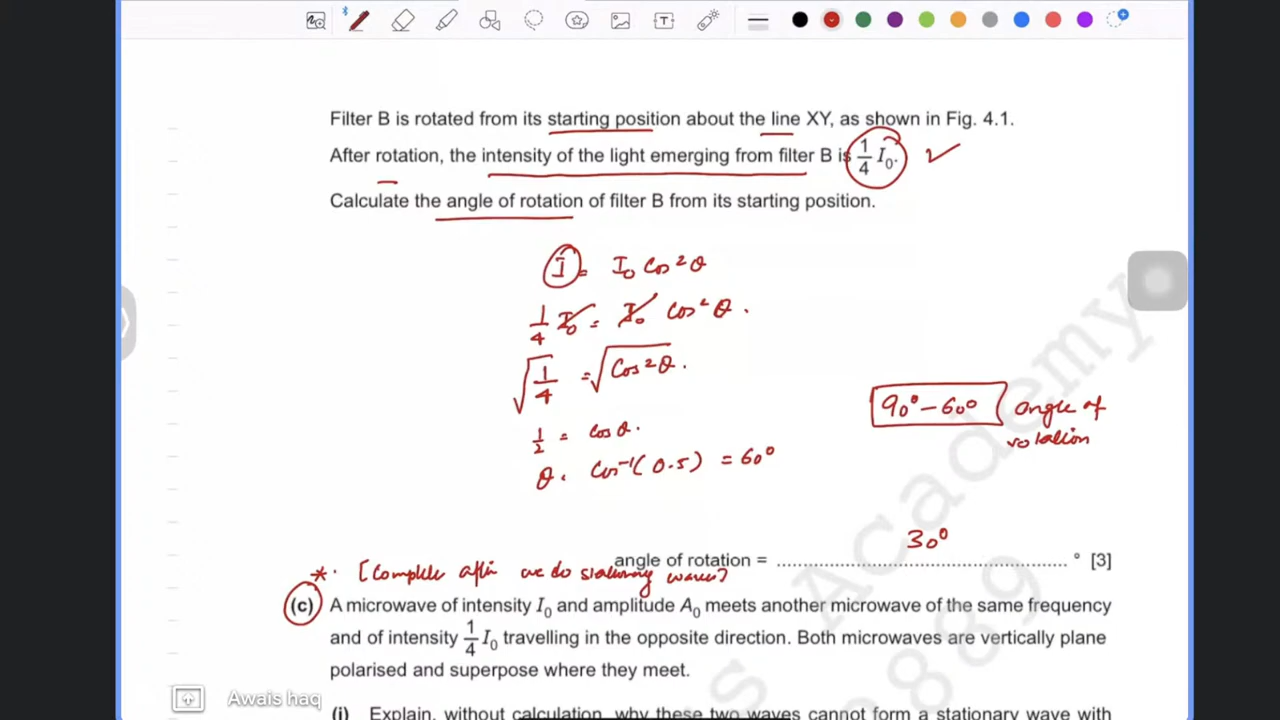 Filter B is rotated from its starting position about the line XY, as shown in Fig. 4.1.
After rotation, the intensity of the light emerging from filter B is 1/4 I₀.
Calculate the angle of rotation of filter B from its starting position.
I = I₀ cos²θ
1/4 I₀ = I₀ cos²θ.
√1/4 = √cos²θ.
1/2 = cosθ.
θ = cos⁻¹(0.5) = 60°
90° – 60° angle of
rotation
30°
angle of rotation = .......................................................... ° [3]
*. [Complete after we do stationary waves]
(c) A microwave of intensity I₀ and amplitude A₀ meets another microwave of the same frequency
and of intensity 1/4 I₀ travelling in the opposite direction. Both microwaves are vertically plane
polarised and superpose where they meet.
(i) Explain, without calculation, why these two waves cannot form a stationary wave with
Awais haq
Academy
889